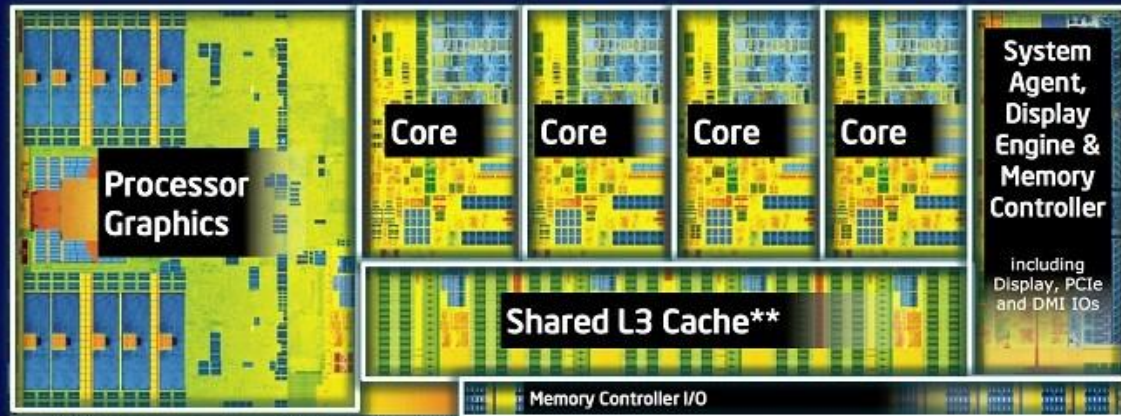 Processor
Graphics
Core
Core
Core
Core
System
Agent,
Display
Engine &
Memory
Controller
including
Display, PCIe
and DMI IOs
Shared L3 Cache**
Memory Controller I/O